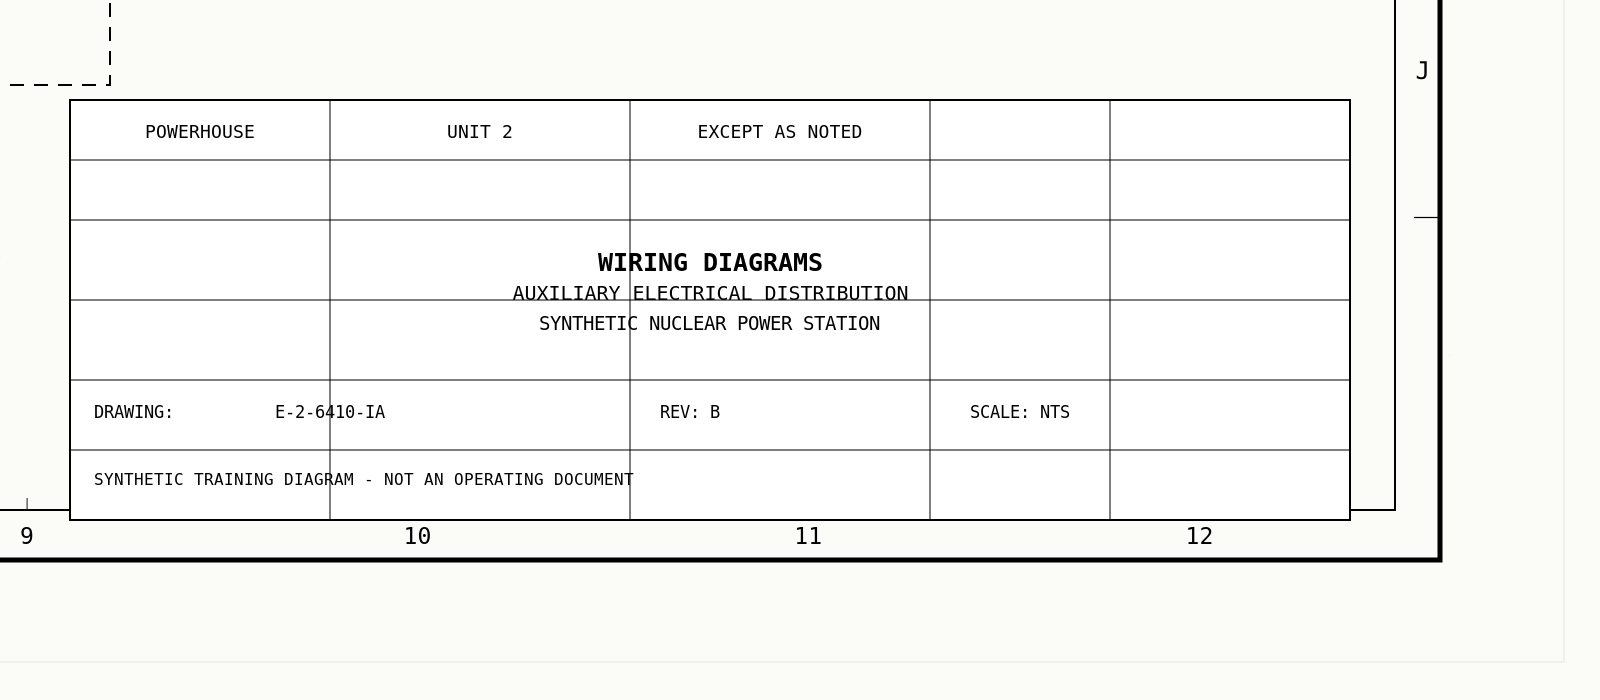 J
POWERHOUSE UNIT 2 EXCEPT AS NOTED
WIRING DIAGRAMS
AUXILIARY ELECTRICAL DISTRIBUTION
SYNTHETIC NUCLEAR POWER STATION
DRAWING: E-2-6410-IA REV: B SCALE: NTS
SYNTHETIC TRAINING DIAGRAM - NOT AN OPERATING DOCUMENT
9 10 11 12